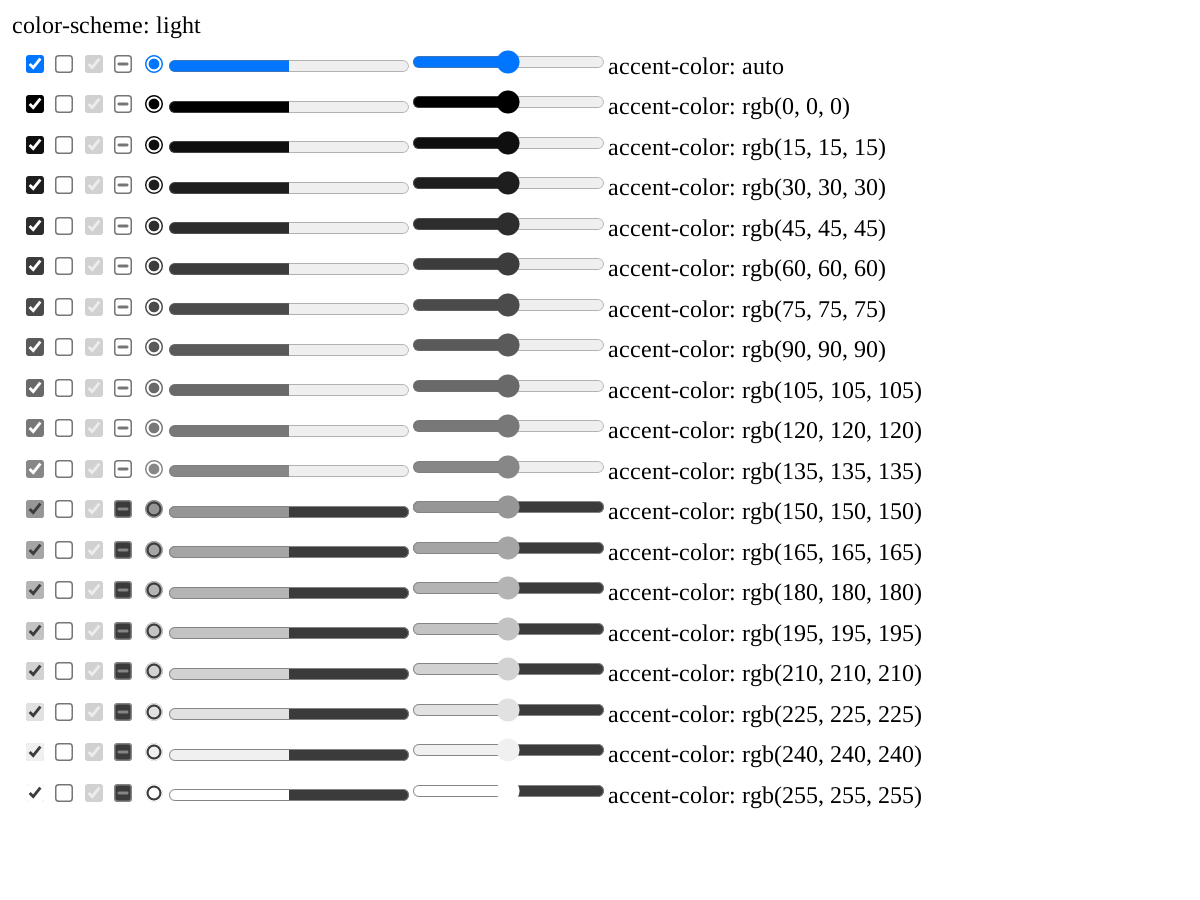 color-scheme: light
accent-color: auto
accent-color: rgb(0, 0, 0)
accent-color: rgb(15, 15, 15)
accent-color: rgb(30, 30, 30)
accent-color: rgb(45, 45, 45)
accent-color: rgb(60, 60, 60)
accent-color: rgb(75, 75, 75)
accent-color: rgb(90, 90, 90)
accent-color: rgb(105, 105, 105)
accent-color: rgb(120, 120, 120)
accent-color: rgb(135, 135, 135)
accent-color: rgb(150, 150, 150)
accent-color: rgb(165, 165, 165)
accent-color: rgb(180, 180, 180)
accent-color: rgb(195, 195, 195)
accent-color: rgb(210, 210, 210)
accent-color: rgb(225, 225, 225)
accent-color: rgb(240, 240, 240)
accent-color: rgb(255, 255, 255)